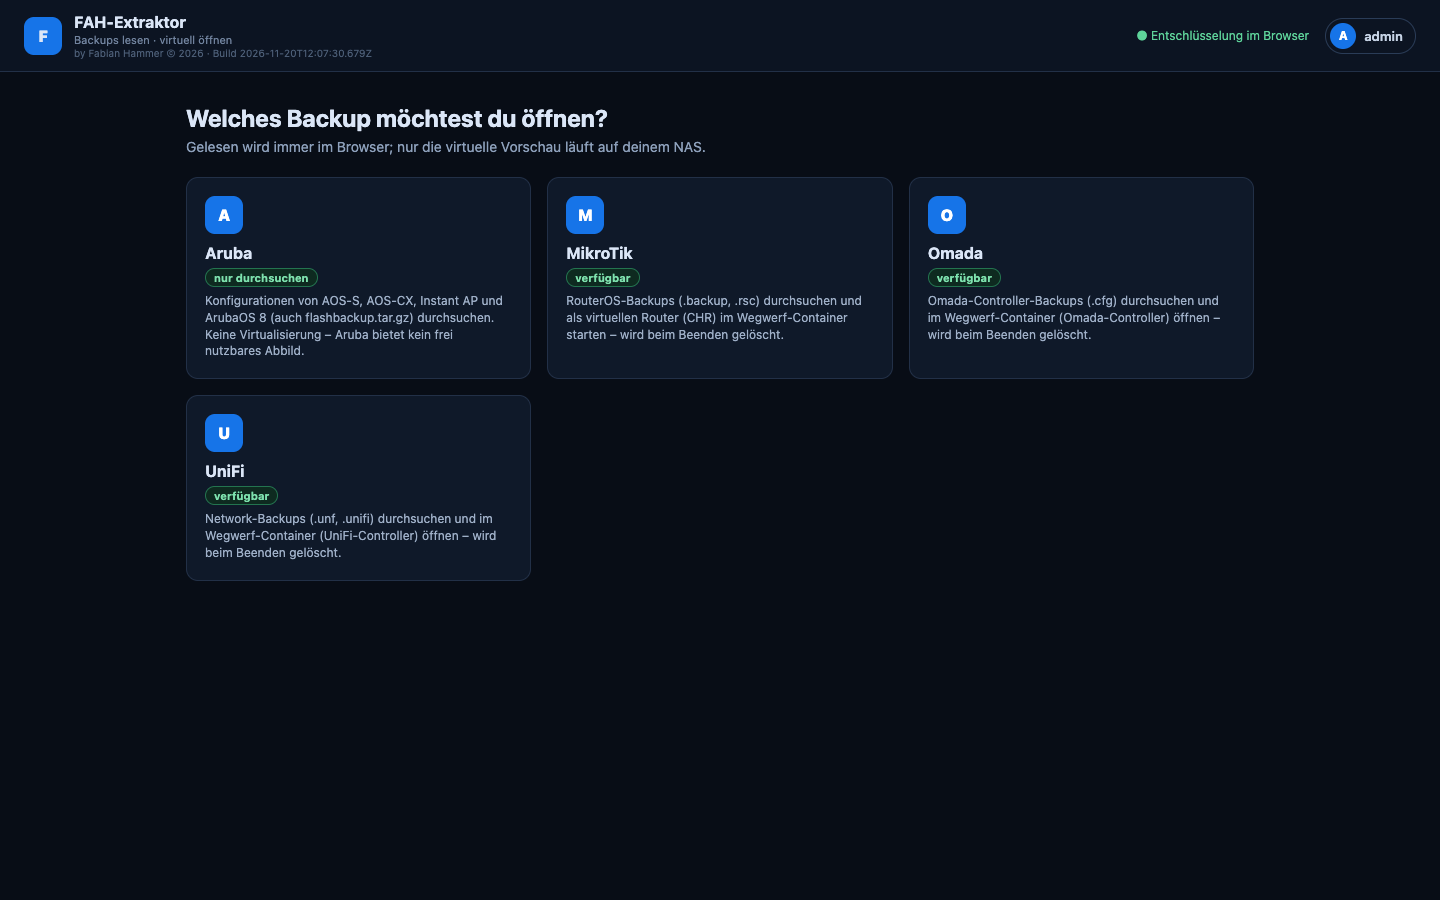 F
FAH-Extraktor
Backups lesen · virtuell öffnen
by Fabian Hammer © 2026 · Build 2026-11-20T12:07:30.679Z
Entschlüsselung im Browser
A
admin
Welches Backup möchtest du öffnen?
Gelesen wird immer im Browser; nur die virtuelle Vorschau läuft auf deinem NAS.
A
Aruba
nur durchsuchen
Konfigurationen von AOS-S, AOS-CX, Instant AP und
ArubaOS 8 (auch flashbackup.tar.gz) durchsuchen.
Keine Virtualisierung – Aruba bietet kein frei
nutzbares Abbild.
M
MikroTik
verfügbar
RouterOS-Backups (.backup, .rsc) durchsuchen und
als virtuellen Router (CHR) im Wegwerf-Container
starten – wird beim Beenden gelöscht.
O
Omada
verfügbar
Omada-Controller-Backups (.cfg) durchsuchen und
im Wegwerf-Container (Omada-Controller) öffnen –
wird beim Beenden gelöscht.
U
UniFi
verfügbar
Network-Backups (.unf, .unifi) durchsuchen und im
Wegwerf-Container (UniFi-Controller) öffnen – wird
beim Beenden gelöscht.